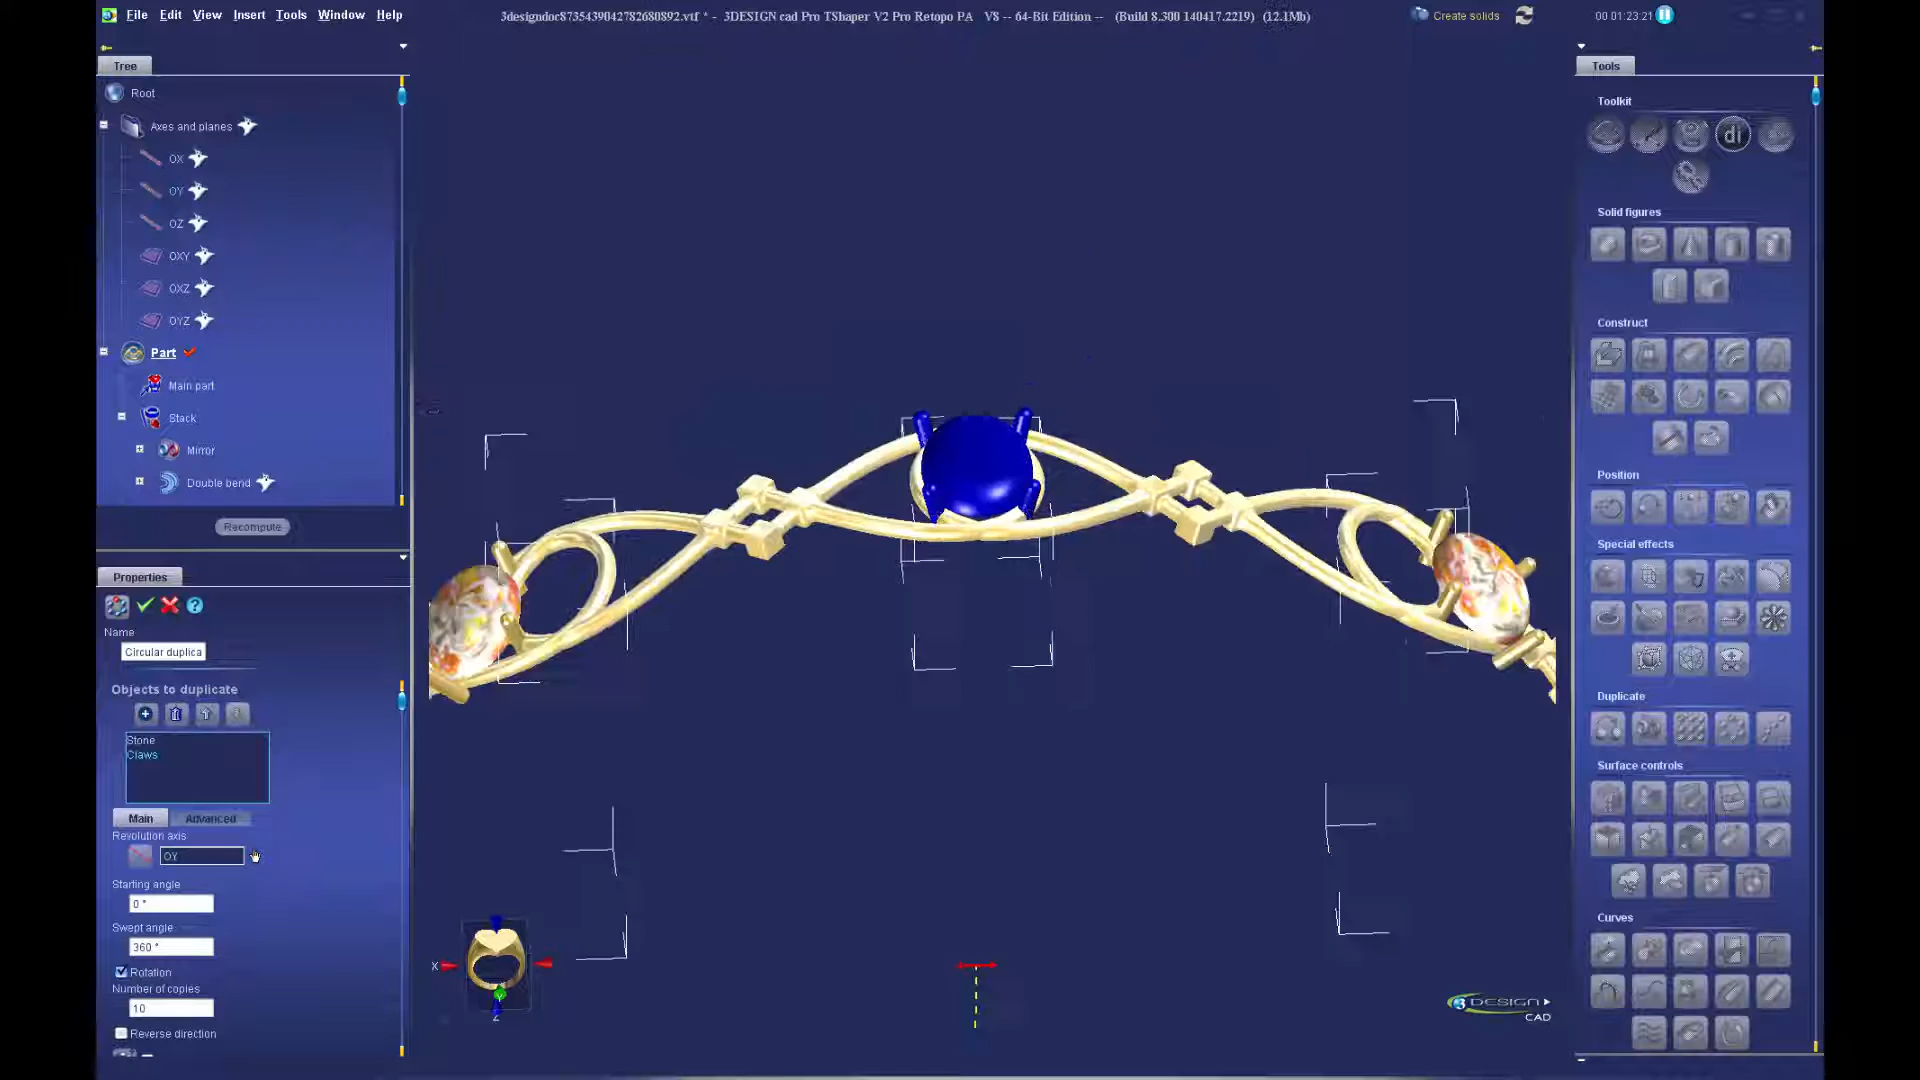 File Edit View Insert Tools Window Help
3designdoc8735439042782680892.vtf * - 3DESIGN cad Pro TShaper V2 Pro Retopo PA V8 -- 64-Bit Edition -- (Build 8.300 140417.2219) (12.1Mb)
Create solids
00 01:23:21
Tree
Root
Axes and planes
OX
OY
OZ
OXY
OXZ
OYZ
Part
Main part
Stack
Mirror
Double bend
Recompute
Properties
Name
Circular duplica
Objects to duplicate
Stone
Claws
Main Advanced
Revolution axis
OY
Starting angle
0 °
Swept angle
360 °
Rotation
Number of copies
10
Reverse direction
X
Z
3DESIGN
CAD
Tools
Toolkit
di
Solid figures
Construct
Position
Special effects
Duplicate
Surface controls
Curves